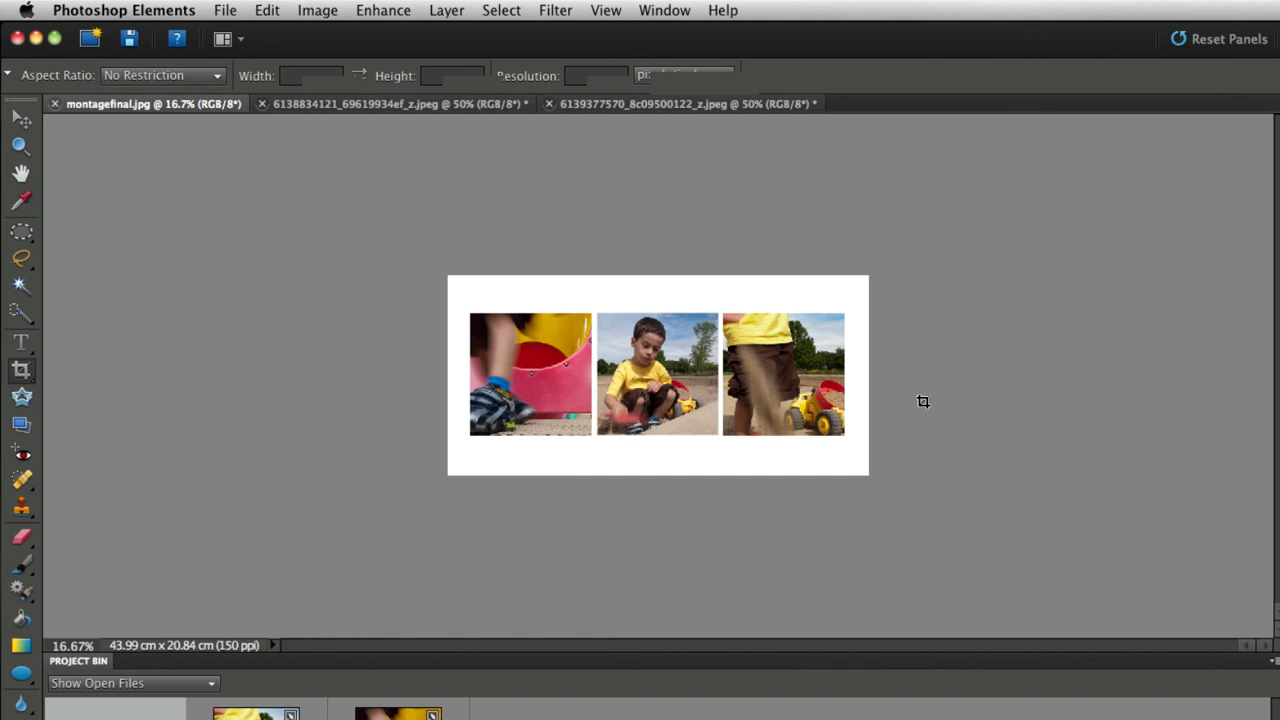 Photoshop Elements File Edit Image Enhance Layer Select Filter View Window Help
? Reset Panels
Aspect Ratio: No Restriction Width: Height: Resolution:
montagefinal.jpg @ 16.7% (RGB/8*) 6138834121_69619934ef_z.jpeg @ 50% (RGB/8*) * 6139377570_8c09500122_z.jpeg @ 50% (RGB/8*) *
T
16.67% 43.99 cm x 20.84 cm (150 ppi)
PROJECT BIN
Show Open Files